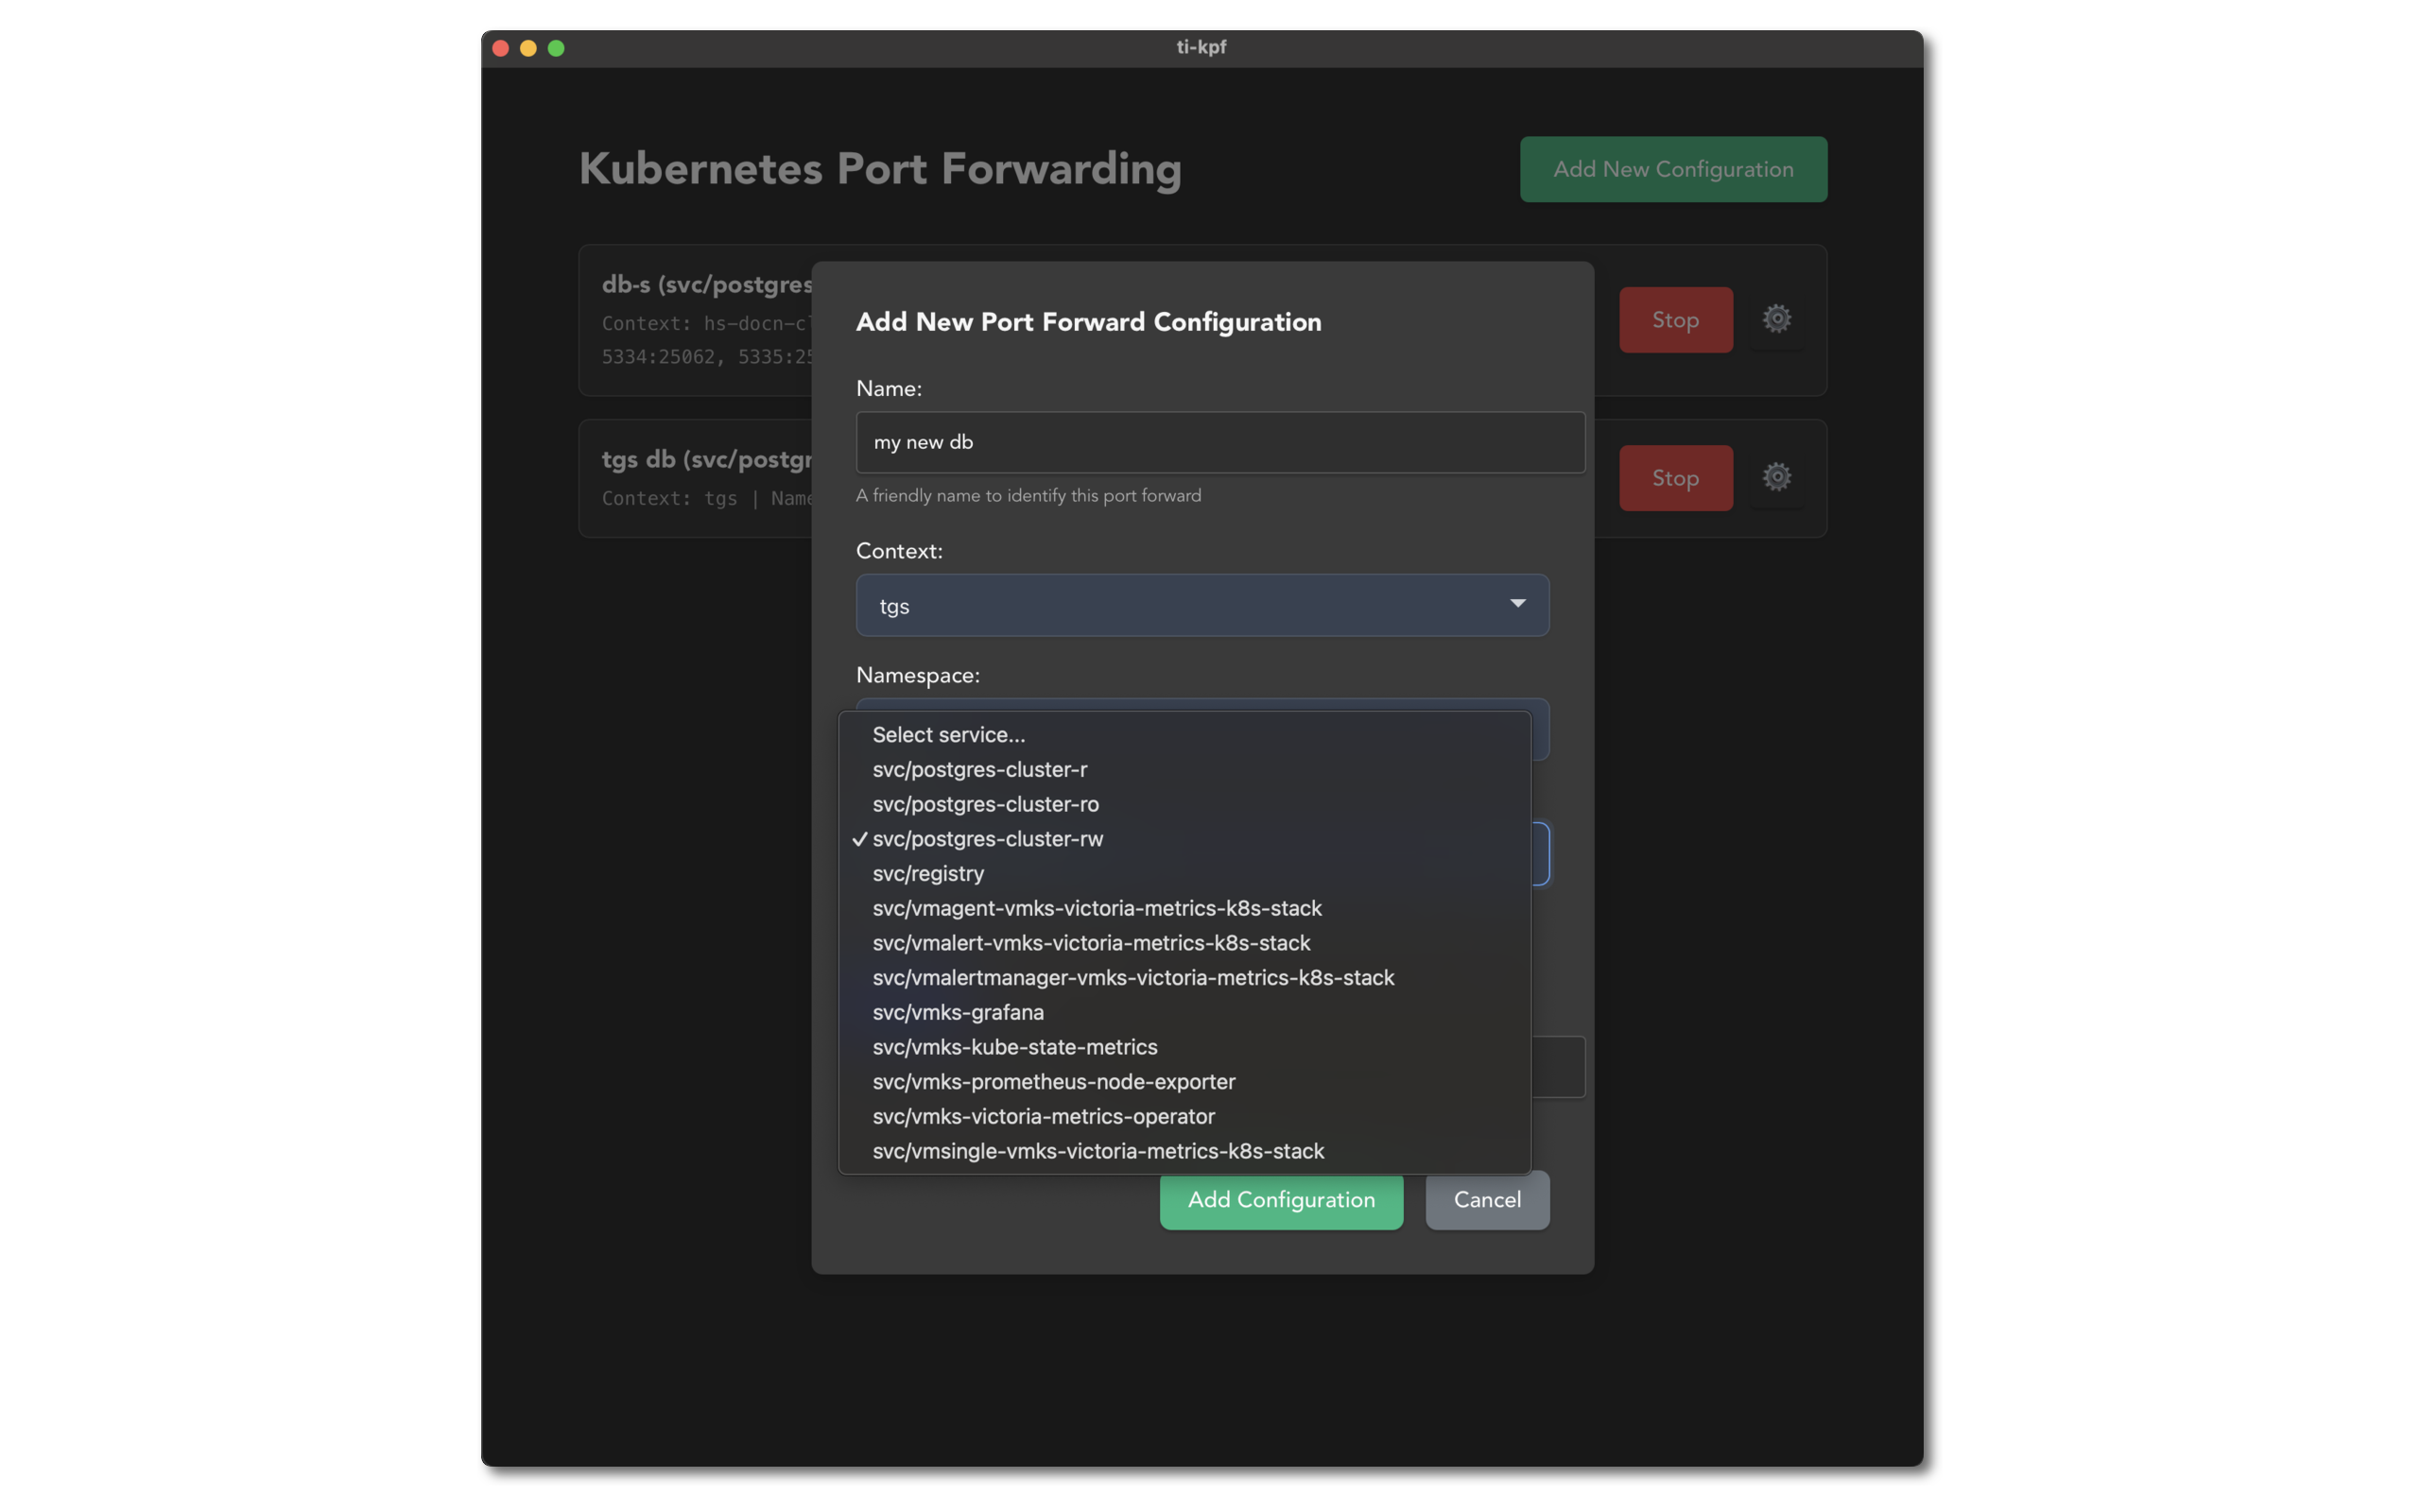 ti-kpf
Kubernetes Port Forwarding
Add New Configuration
db-s (svc/postgres
Context: hs-docn-cl
5334:25062, 5335:25
Stop
tgs db (svc/postgr
Context: tgs | Name
Stop
Add New Port Forward Configuration
Name:
my new db
A friendly name to identify this port forward
Context:
tgs
Namespace:
Select service...
svc/postgres-cluster-r
svc/postgres-cluster-ro
✓ svc/postgres-cluster-rw
svc/registry
svc/vmagent-vmks-victoria-metrics-k8s-stack
svc/vmalert-vmks-victoria-metrics-k8s-stack
svc/vmalertmanager-vmks-victoria-metrics-k8s-stack
svc/vmks-grafana
svc/vmks-kube-state-metrics
svc/vmks-prometheus-node-exporter
svc/vmks-victoria-metrics-operator
svc/vmsingle-vmks-victoria-metrics-k8s-stack
Add Configuration
Cancel